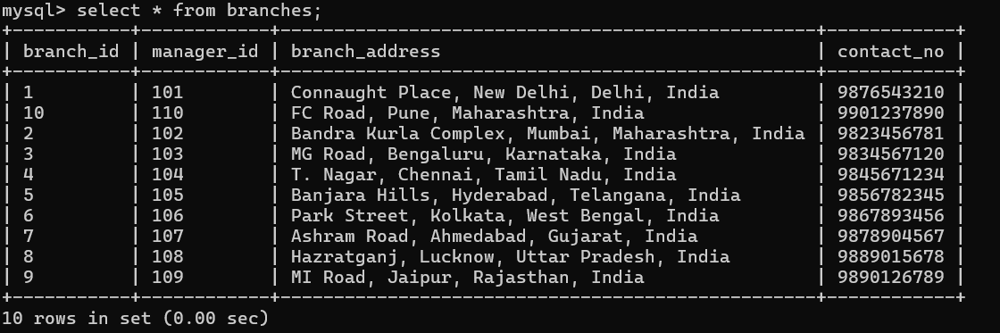 mysql> select * from branches;
+-----------+------------+--------------------------------------------------+------------+
| branch_id | manager_id | branch_address                                   | contact_no |
+-----------+------------+--------------------------------------------------+------------+
| 1         | 101        | Connaught Place, New Delhi, Delhi, India         | 9876543210 |
| 10        | 110        | FC Road, Pune, Maharashtra, India                | 9901237890 |
| 2         | 102        | Bandra Kurla Complex, Mumbai, Maharashtra, India | 9823456781 |
| 3         | 103        | MG Road, Bengaluru, Karnataka, India             | 9834567120 |
| 4         | 104        | T. Nagar, Chennai, Tamil Nadu, India             | 9845671234 |
| 5         | 105        | Banjara Hills, Hyderabad, Telangana, India       | 9856782345 |
| 6         | 106        | Park Street, Kolkata, West Bengal, India         | 9867893456 |
| 7         | 107        | Ashram Road, Ahmedabad, Gujarat, India           | 9878904567 |
| 8         | 108        | Hazratganj, Lucknow, Uttar Pradesh, India        | 9889015678 |
| 9         | 109        | MI Road, Jaipur, Rajasthan, India                | 9890126789 |
+-----------+------------+--------------------------------------------------+------------+
10 rows in set (0.00 sec)